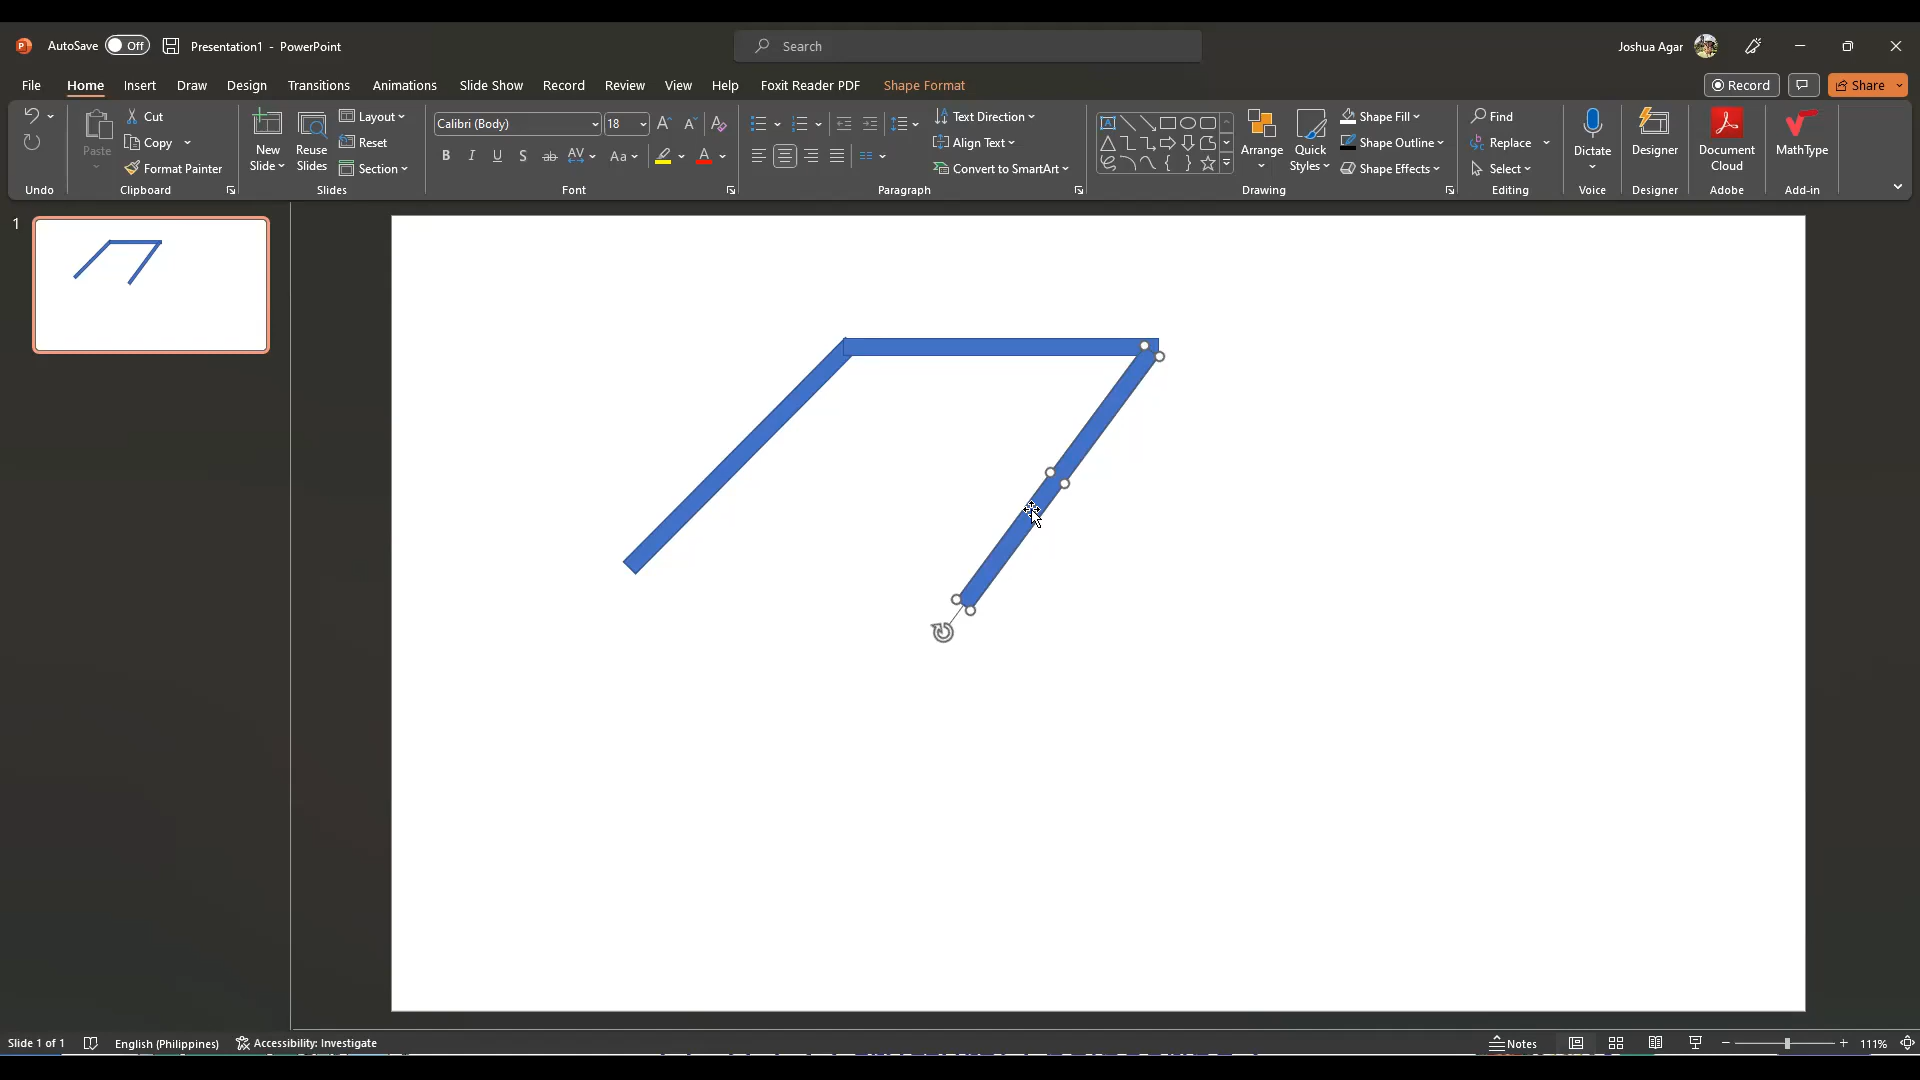 AutoSave Off Presentation1 - PowerPoint Search Joshua Agar
File Home Insert Draw Design Transitions Animations Slide Show Record Review View Help Foxit Reader PDF Shape Format Record Share
Undo
Paste Cut Copy Format Painter
Clipboard
New Slide Reuse Slides Layout Reset Section
Slides
Calibri (Body) 18
B I U S ab AV Aa A
Font
Text Direction
Align Text
Convert to SmartArt
Paragraph
Arrange Quick Styles Shape Fill Shape Outline Shape Effects
Drawing
Find
Replace
Select
Editing
Dictate
Voice
Designer
Designer
Document Cloud
Adobe
MathType
Add-in
1
Slide 1 of 1 English (Philippines) Accessibility: Investigate Notes 111%